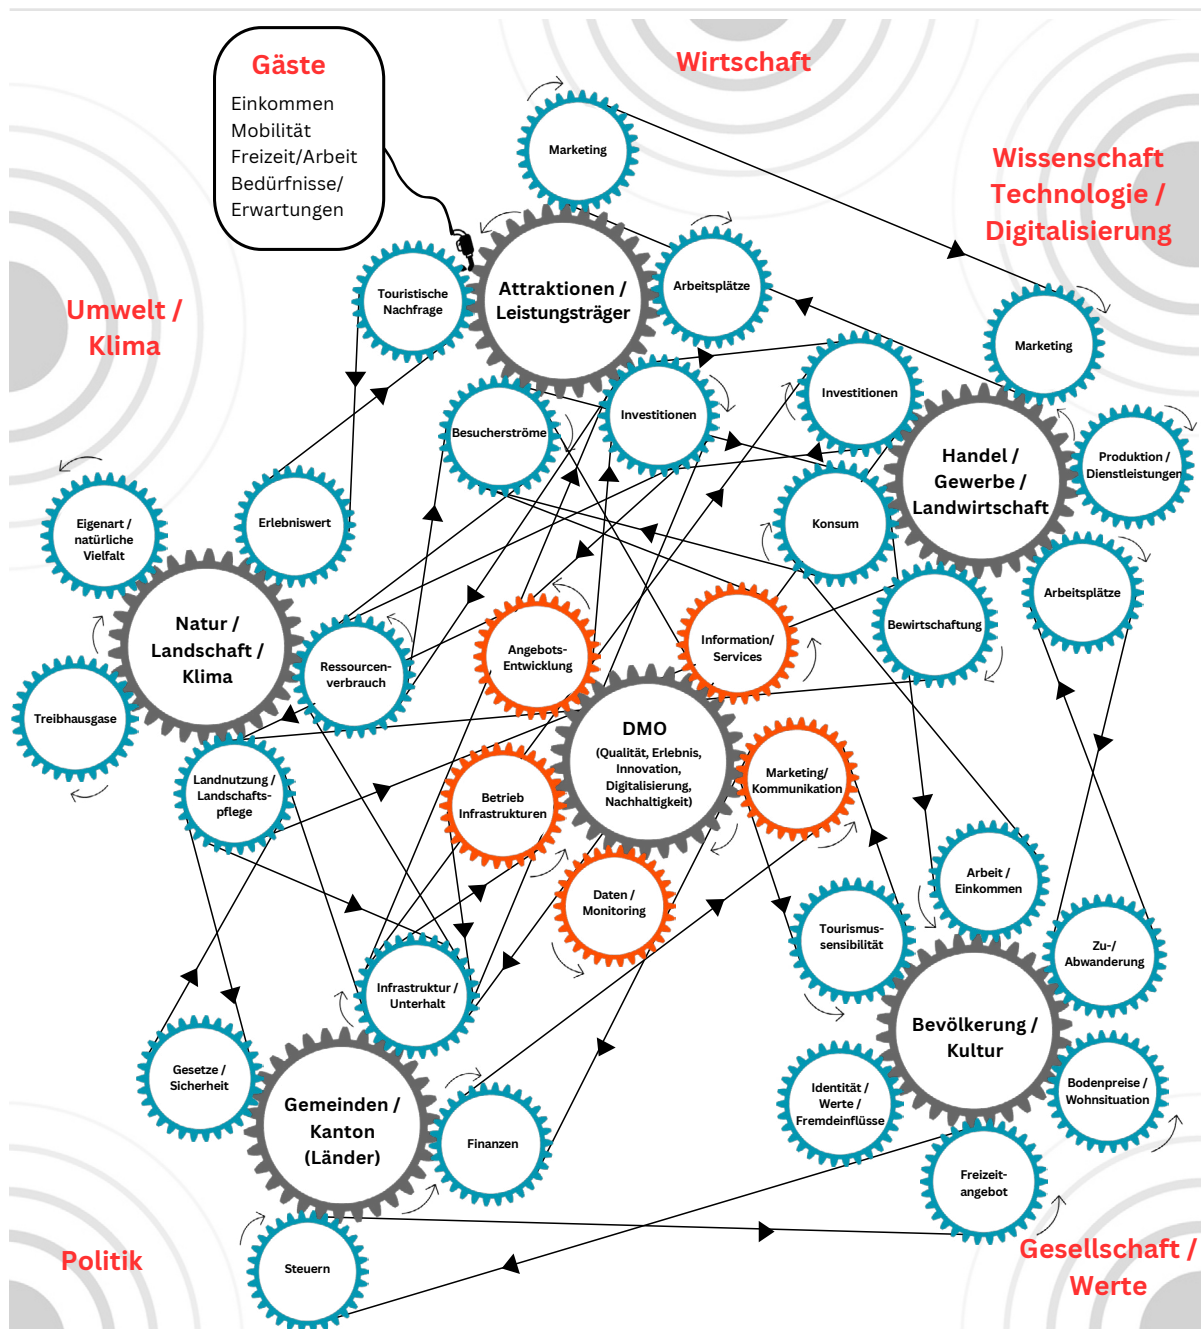 Gäste
Einkommen
Mobilität
Freizeit/Arbeit
Bedürfnisse/
Erwartungen
Wirtschaft
Wissenschaft
Technologie /
Digitalisierung
Umwelt /
Klima
Politik
Gesellschaft /
Werte
Marketing
Attraktionen /
Leistungsträger
Arbeitsplätze
Touristische
Nachfrage
Besucherströme
Investitionen
Marketing
Investitionen
Handel /
Gewerbe /
Landwirtschaft
Produktion /
Dienstleistungen
Konsum
Arbeitsplätze
Bewirtschaftung
Eigenart /
natürliche
Vielfalt
Erlebniswert
Natur /
Landschaft /
Klima
Ressourcen-
verbrauch
Treibhausgase
Landnutzung /
Landschafts-
pflege
Angebots-
Entwicklung
Information/
Services
DMO
(Qualität, Erlebnis,
Innovation,
Digitalisierung,
Nachhaltigkeit)
Betrieb
Infrastrukturen
Marketing/
Kommunikation
Daten /
Monitoring
Arbeit /
Einkommen
Tourismus-
sensibilität
Zu-/
Abwanderung
Bevölkerung /
Kultur
Identität /
Werte /
Fremdeinflüsse
Bodenpreise /
Wohnsituation
Freizeit-
angebot
Infrastruktur /
Unterhalt
Gesetze /
Sicherheit
Gemeinden /
Kanton
(Länder)
Finanzen
Steuern